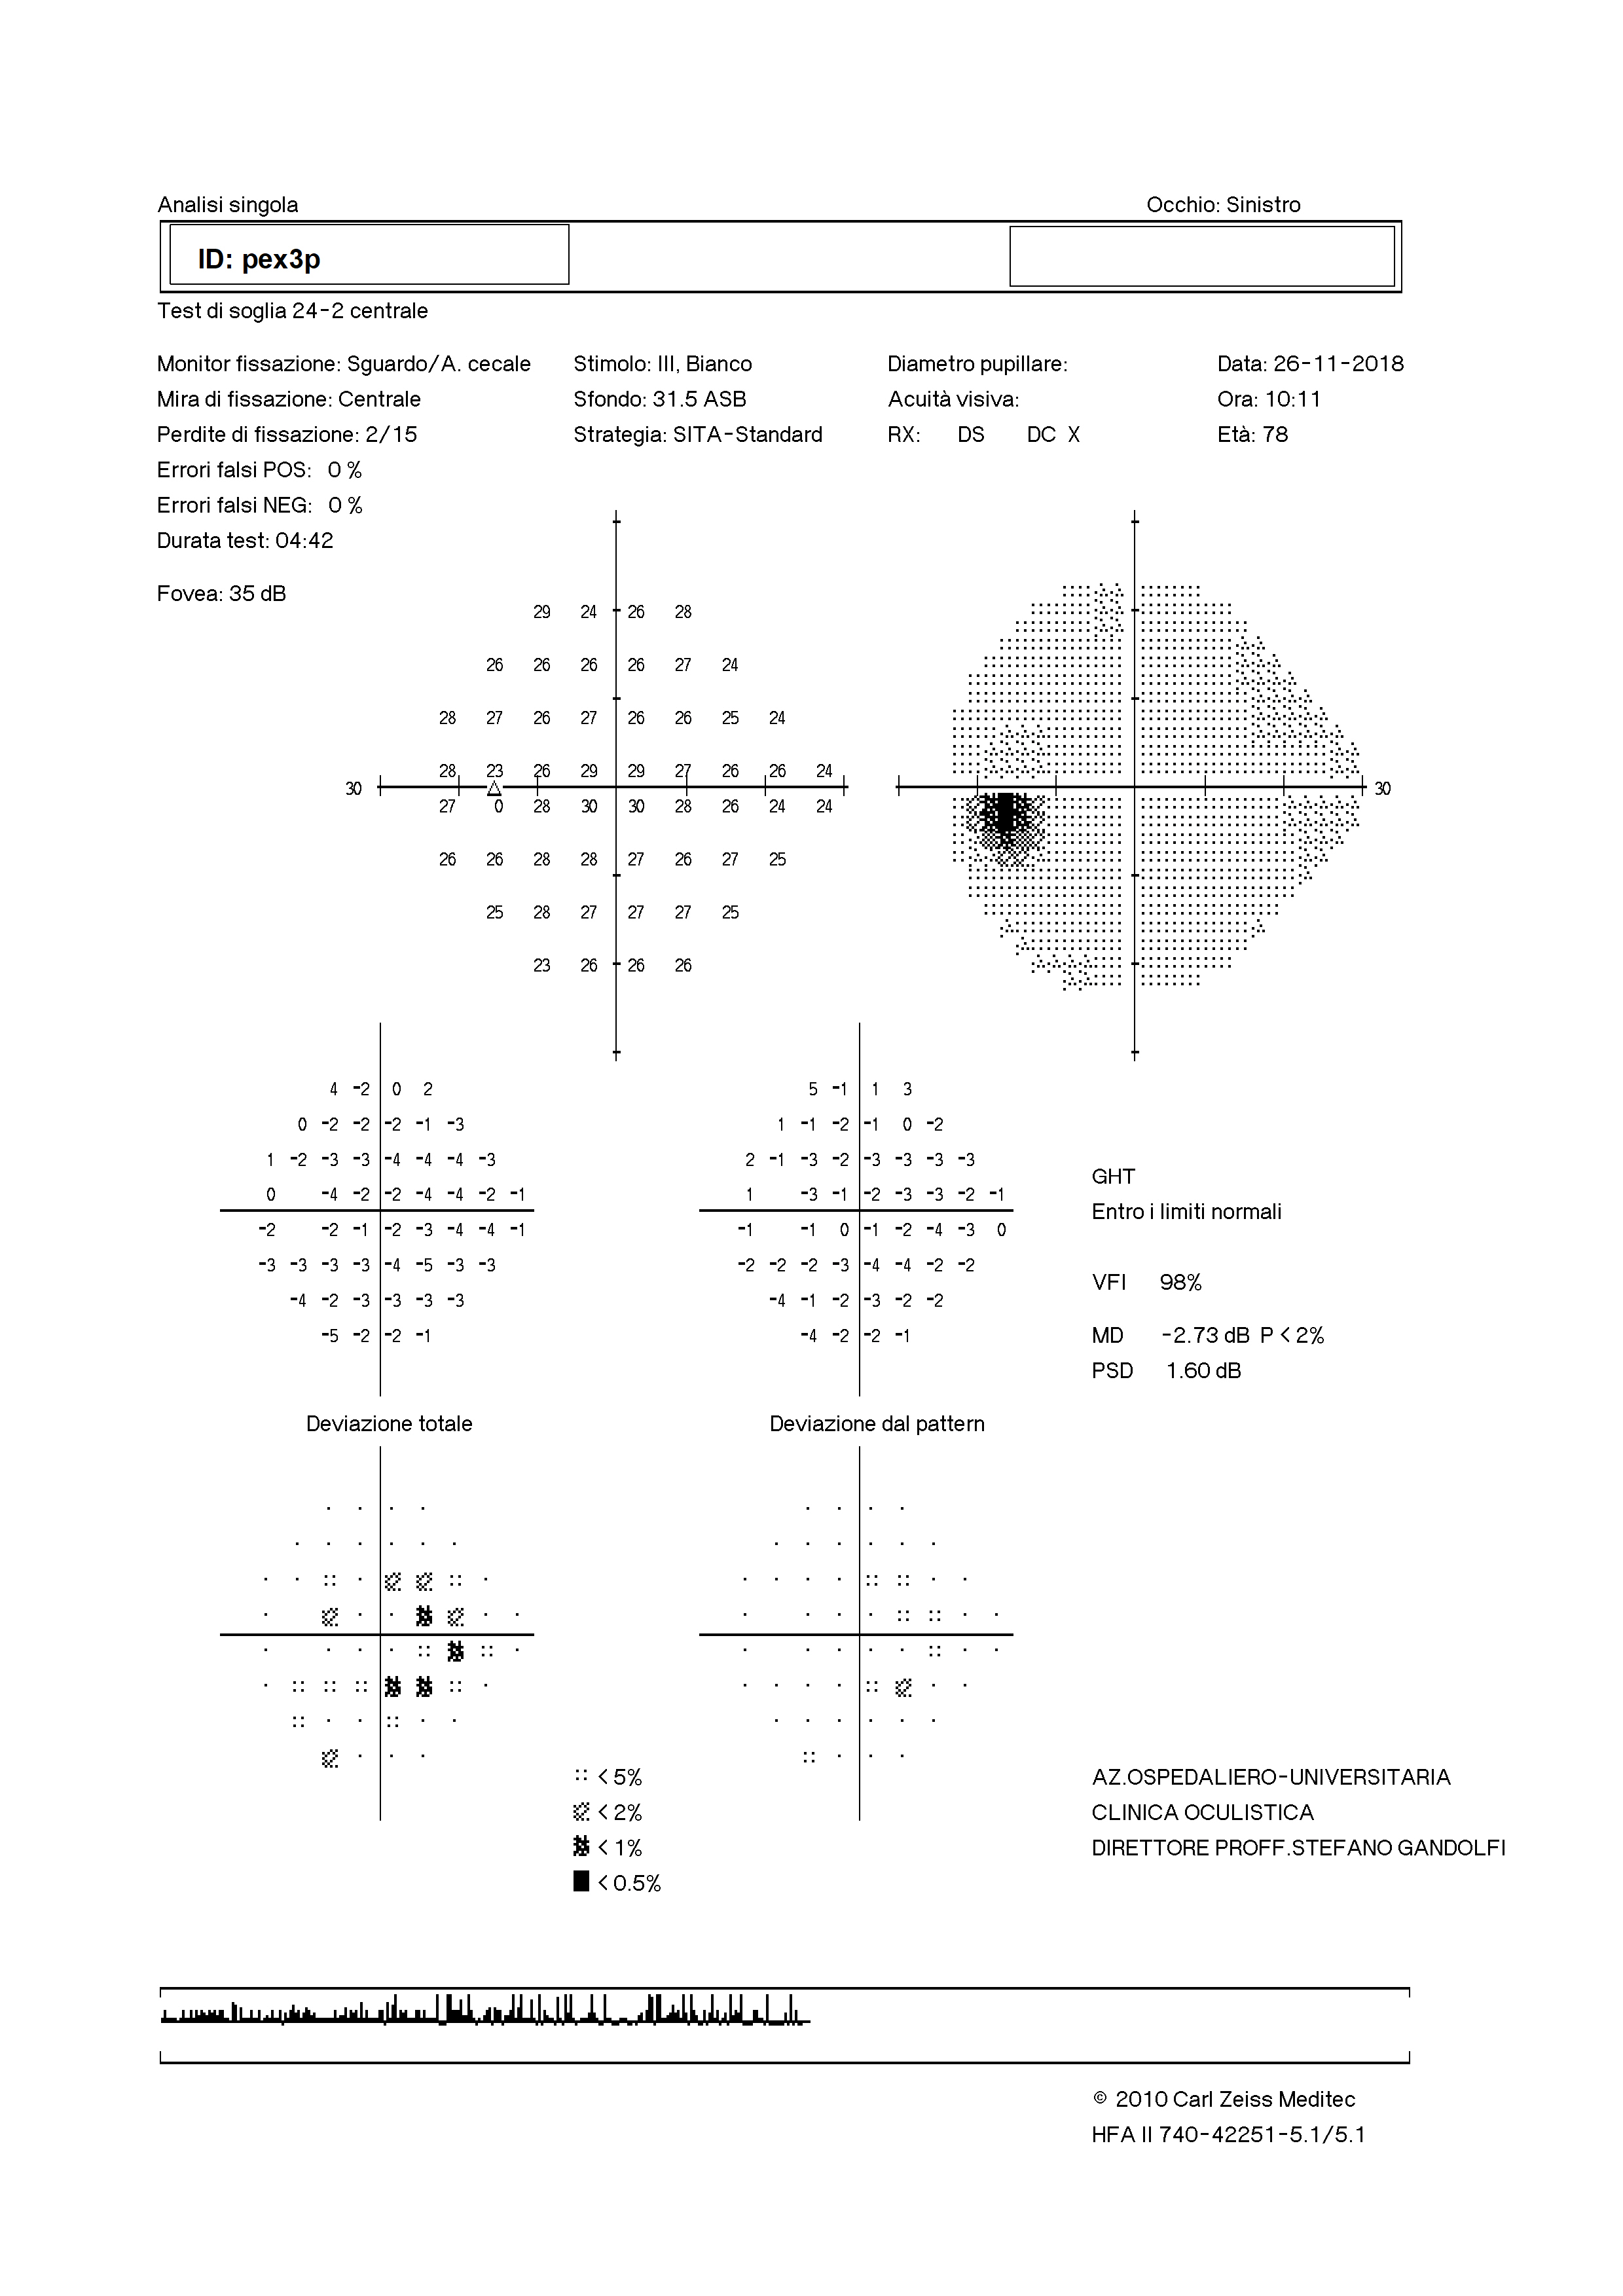 Analisi singola Occhio: Sinistro
ID: pex3p
Test di soglia 24-2 centrale
Monitor fissazione: Sguardo/A. cecale Stimolo: III, Bianco Diametro pupillare: Data: 26-11-2018
Mira di fissazione: Centrale Sfondo: 31.5 ASB Acuità visiva: Ora: 10:11
Perdite di fissazione: 2/15 Strategia: SITA-Standard RX: DS DC X Età: 78
Errori falsi POS: 0 %
Errori falsi NEG: 0 %
Durata test: 04:42
Fovea: 35 dB
29 24 26 28
26 26 26 26 27 24
28 27 26 27 26 26 25 24
28 23 26 29 29 27 26 26 24
30 30
27 0 28 30 30 28 26 24 24
26 26 28 28 27 26 27 25
25 28 27 27 27 25
23 26 26 26
4 -2 0 2 5 -1 1 3
0 -2 -2 -2 -1 -3 1 -1 -2 -1 0 -2
1 -2 -3 -3 -4 -4 -4 -3 2 -1 -3 -2 -3 -3 -3 -3
GHT
0 -4 -2 -2 -4 -4 -2 -1 1 -3 -1 -2 -3 -3 -2 -1
Entro i limiti normali
-2 -2 -1 -2 -3 -4 -4 -1 -1 -1 0 -1 -2 -4 -3 0
-3 -3 -3 -3 -4 -5 -3 -3 -2 -2 -2 -3 -4 -4 -2 -2
VFI 98%
-4 -2 -3 -3 -3 -3 -4 -1 -2 -3 -2 -2
-5 -2 -2 -1 -4 -2 -2 -1 MD -2.73 dB P < 2%
PSD 1.60 dB
Deviazione totale Deviazione dal pattern
< 5% AZ.OSPEDALIERO-UNIVERSITARIA
< 2% CLINICA OCULISTICA
< 1% DIRETTORE PROFF.STEFANO GANDOLFI
< 0.5%
© 2010 Carl Zeiss Meditec
HFA II 740-42251-5.1/5.1